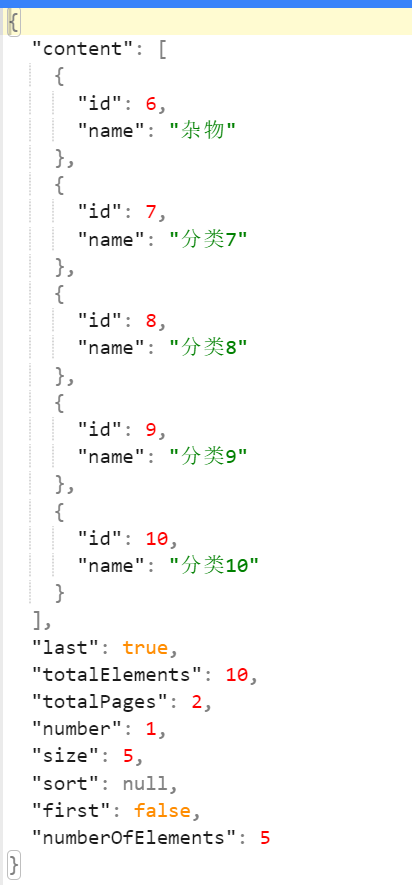 {
"content": [
{
"id": 6,
"name": "杂物"
},
{
"id": 7,
"name": "分类7"
},
{
"id": 8,
"name": "分类8"
},
{
"id": 9,
"name": "分类9"
},
{
"id": 10,
"name": "分类10"
}
],
"last": true,
"totalElements": 10,
"totalPages": 2,
"number": 1,
"size": 5,
"sort": null,
"first": false,
"numberOfElements": 5
}